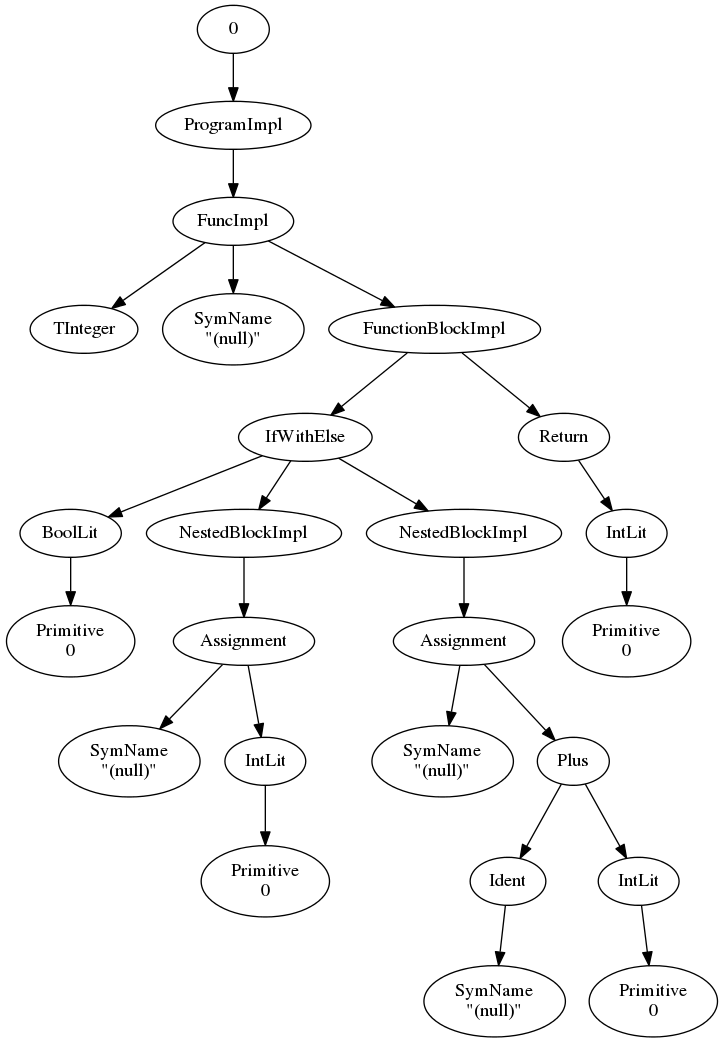 0
ProgramImpl
FuncImpl
TInteger
SymName
"(null)"
FunctionBlockImpl
IfWithElse
Return
BoolLit
NestedBlockImpl
NestedBlockImpl
IntLit
Primitive
0
Assignment
Assignment
Primitive
0
SymName
"(null)"
IntLit
SymName
"(null)"
Plus
Primitive
0
Ident
IntLit
SymName
"(null)"
Primitive
0